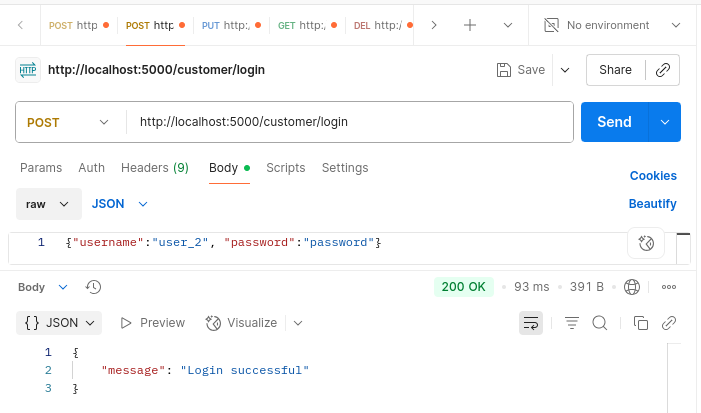 POST http POST http: PUT http:, GET http:, DEL http:/ No environment
HTTP http://localhost:5000/customer/login Save Share
POST http://localhost:5000/customer/login Send
Params Auth Headers (9) Body Scripts Settings Cookies
raw JSON Beautify
1 {"username":"user_2", "password":"password"}
Body 200 OK 93 ms 391 B
{} JSON Preview Visualize
1 {
2 "message": "Login successful"
3 }